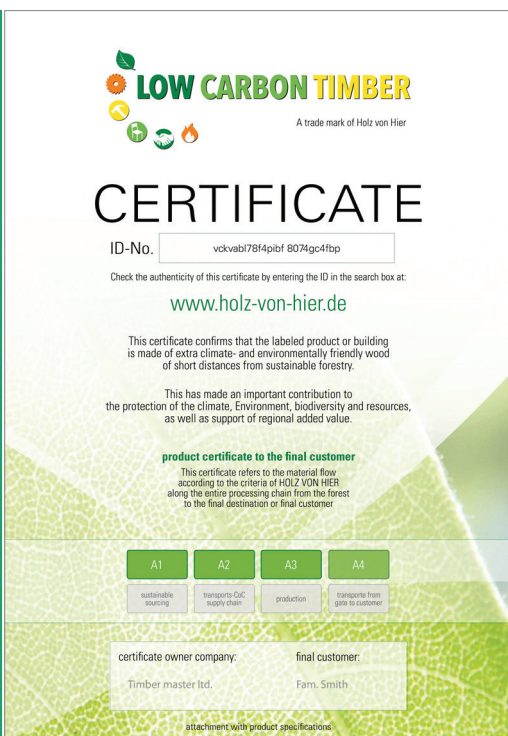 LOW CARBON TIMBER
A trade mark of Holz von Hier
CERTIFICATE
ID-No. vckvabl78f4pibf 8074gc4fbp
Check the authenticity of this certificate by entering the ID in the search box at:
www.holz-von-hier.de
This certificate confirms that the labeled product or building
is made of extra climate- and environmentally friendly wood
of short distances from sustainable forestry.
This has made an important contribution to
the protection of the climate, Environment, biodiversity and resources,
as well as support of regional added value.
product certificate to the final customer
This certificate refers to the material flow
according to the criteria of HOLZ VON HIER
along the entire processing chain from the forest
to the final destination or final customer
A1 A2 A3 A4
sustainable transports-CoC production transporte from
sourcing supply chain gate to customer
certificate owner company: final customer:
Timber master ltd. Fam. Smith
attachment with product specifications